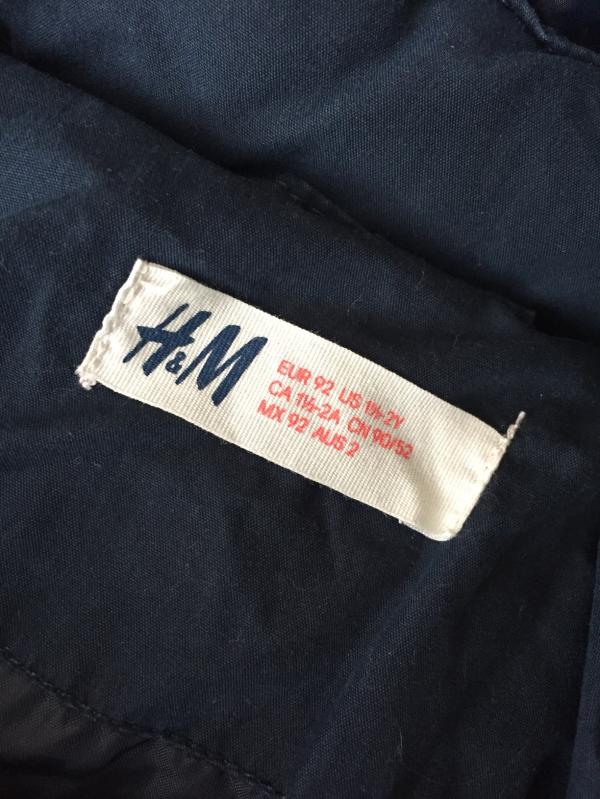 H&M
EUR 92 US 1½-2Y
CA 1½-2A CN 90/52
MX 92 AUS 2